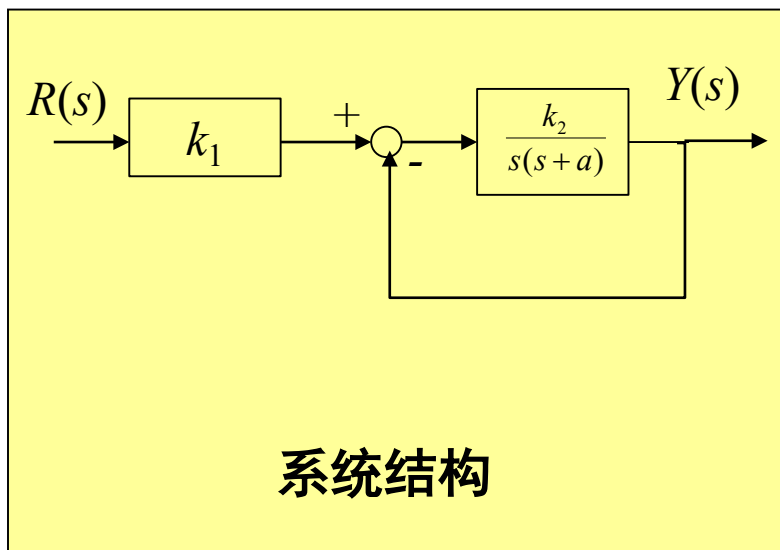 R(s)
k₁
+
-
k₂
s(s + a)
Y(s)
系统结构